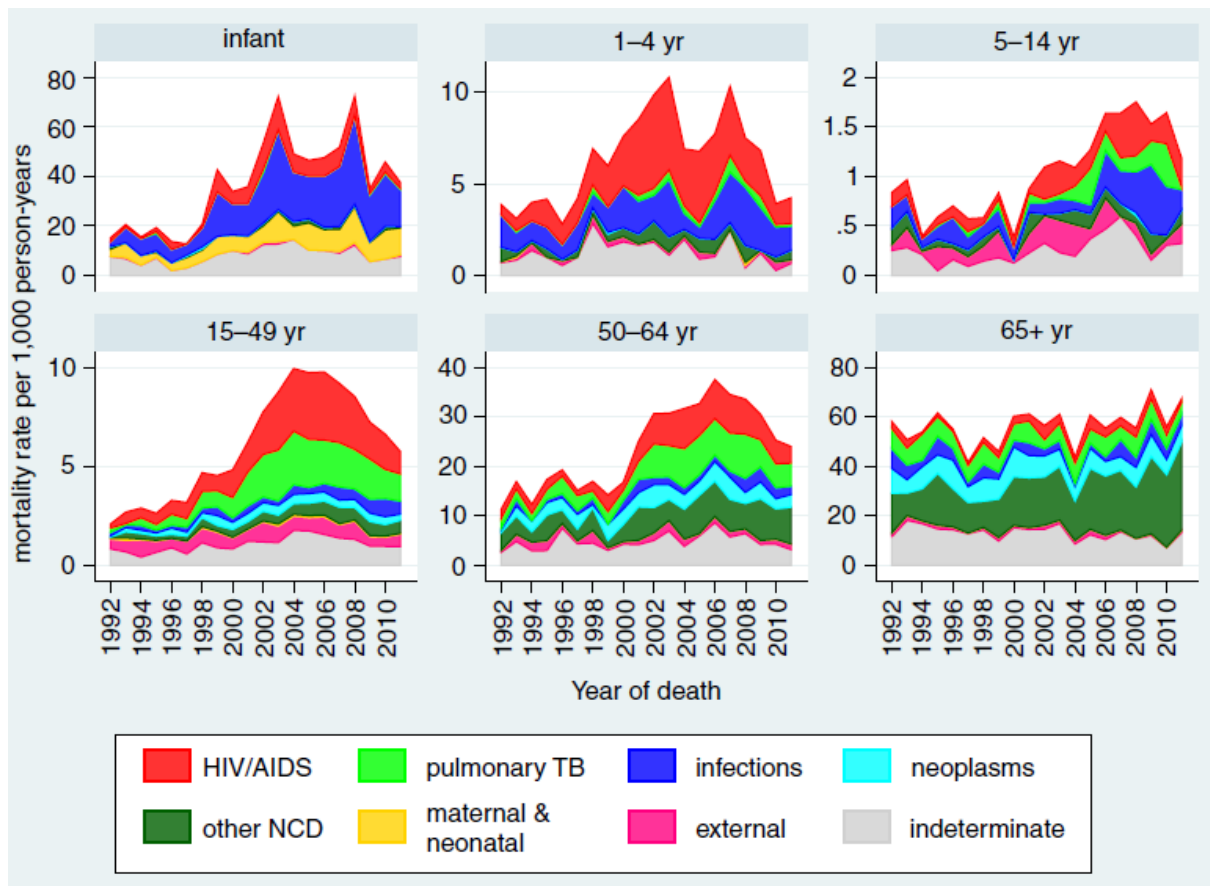 infant
1–4 yr
5–14 yr
80
60
40
20
0
10
5
0
2
1.5
1
.5
0
mortality rate per 1,000 person-years
15–49 yr
50–64 yr
65+ yr
10
5
0
40
30
20
10
0
80
60
40
20
0
1992 1994 1996 1998 2000 2002 2004 2006 2008 2010
1992 1994 1996 1998 2000 2002 2004 2006 2008 2010
1992 1994 1996 1998 2000 2002 2004 2006 2008 2010
Year of death
HIV/AIDS
pulmonary TB
infections
neoplasms
other NCD
maternal &
neonatal
external
indeterminate